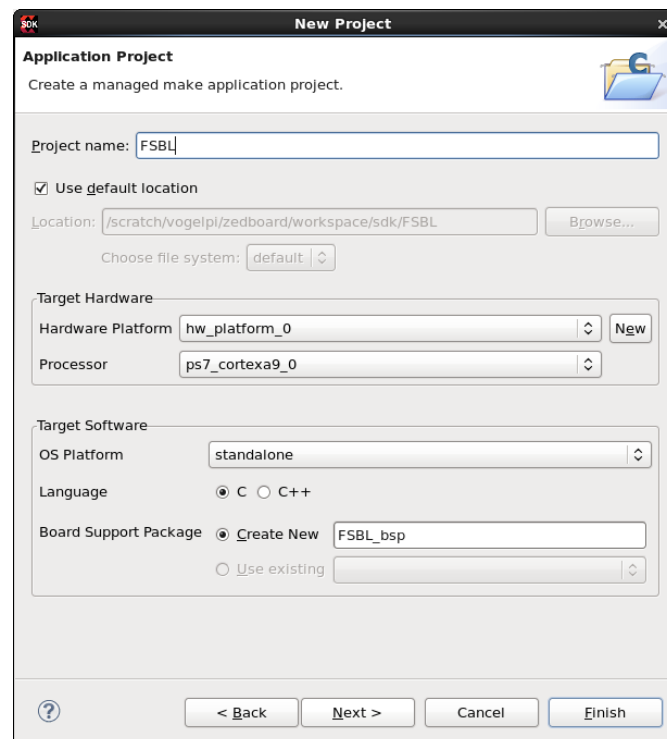 SDK New Project x
Application Project
Create a managed make application project.
C
Project name: FSBL
Use default location
Location: /scratch/vogelpi/zedboard/workspace/sdk/FSBL Browse...
Choose file system: default
Target Hardware
Hardware Platform hw_platform_0 New
Processor ps7_cortexa9_0
Target Software
OS Platform standalone
Language C C++
Board Support Package Create New FSBL_bsp
Use existing
? < Back Next > Cancel Finish